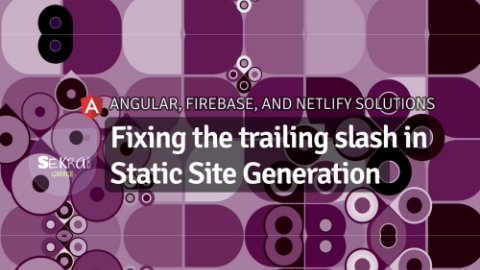 ANGULAR, FIREBASE, AND NETLIFY SOLUTIONS
Fixing the trailing slash in
Static Site Generation
SEKRAB
GARAGE